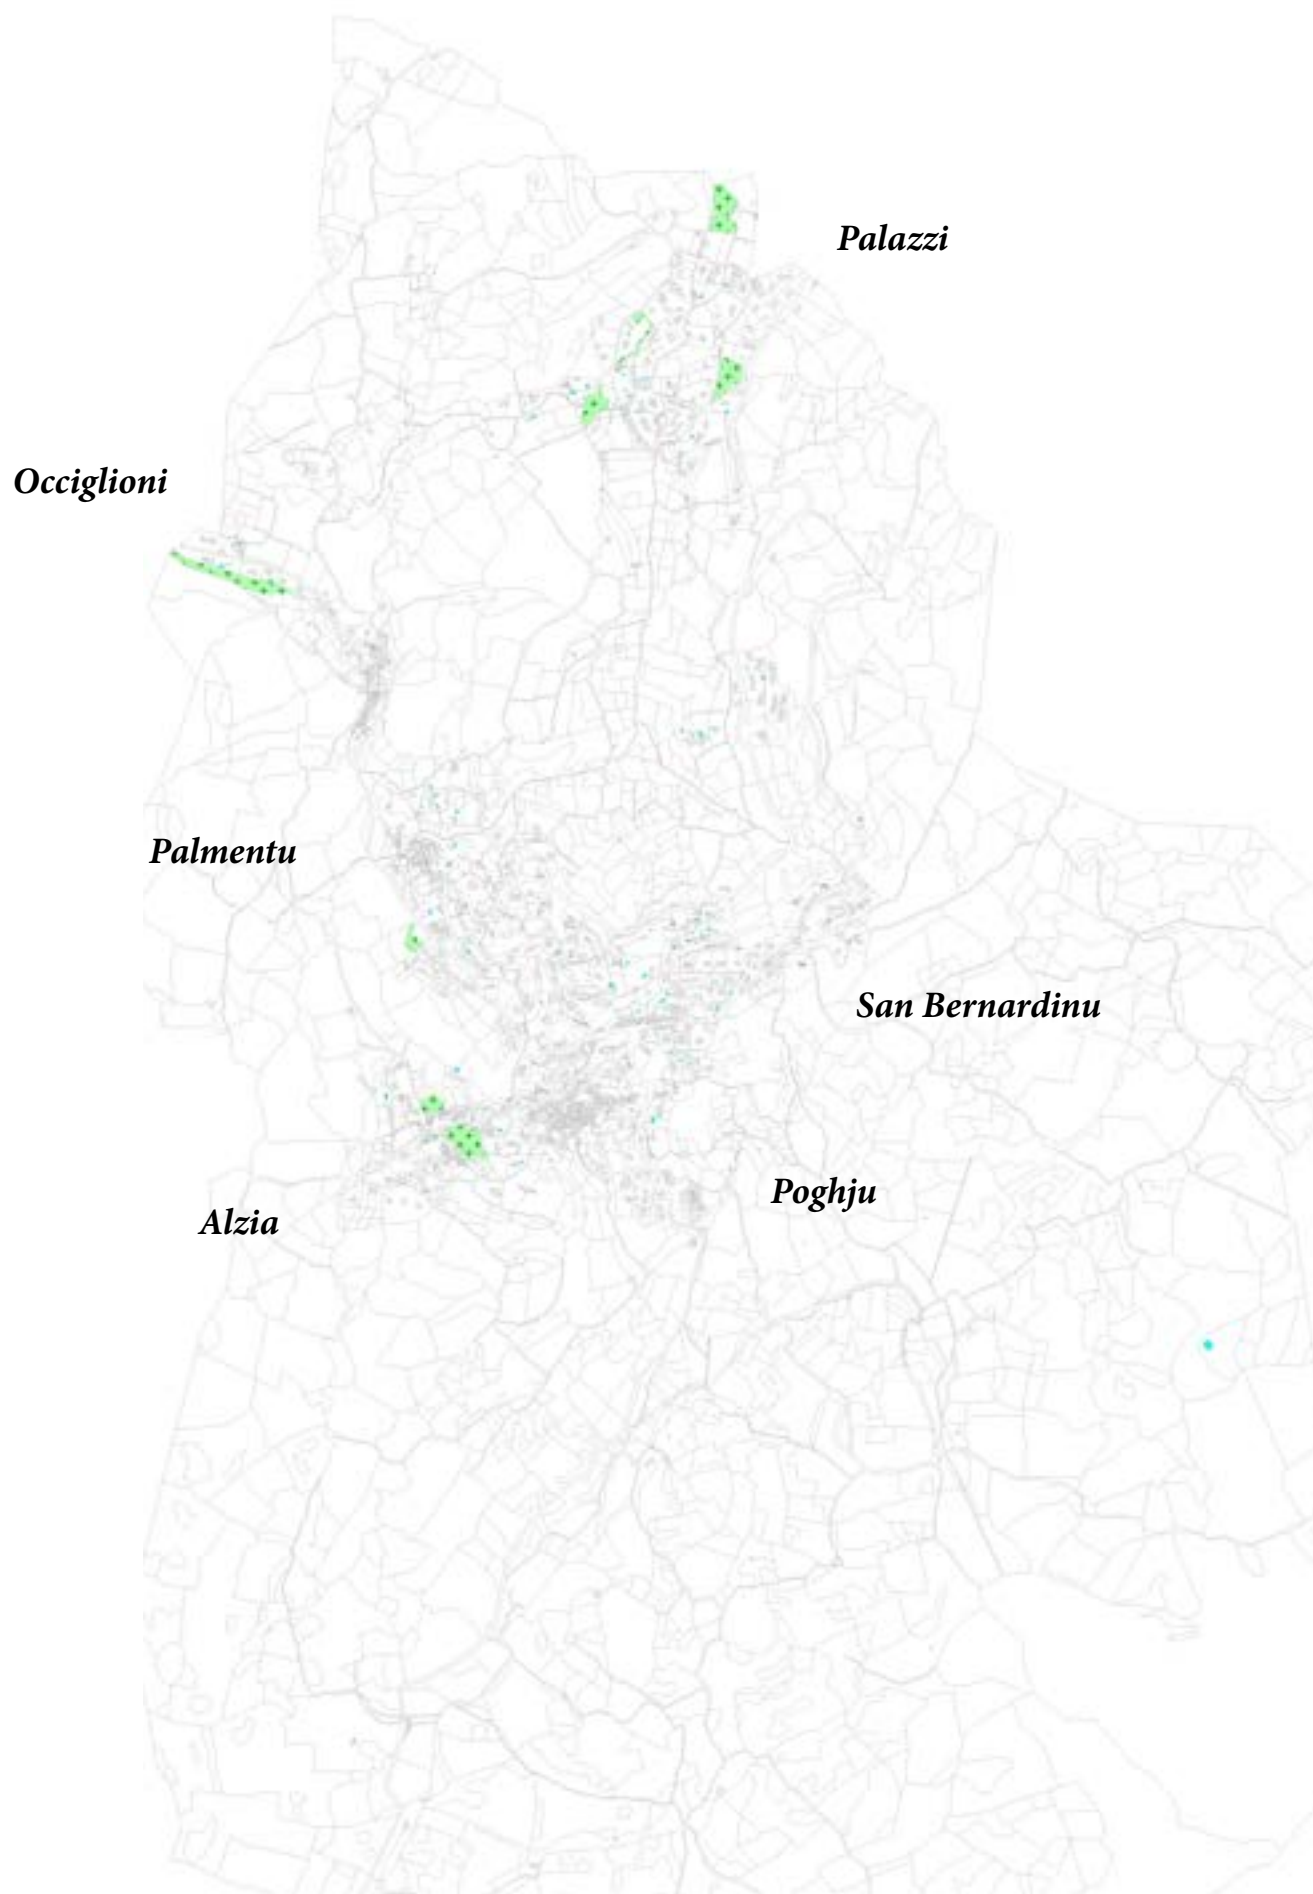 Palazzi
Occiglioni
Palmentu
San Bernardinu
Poghju
Alzia